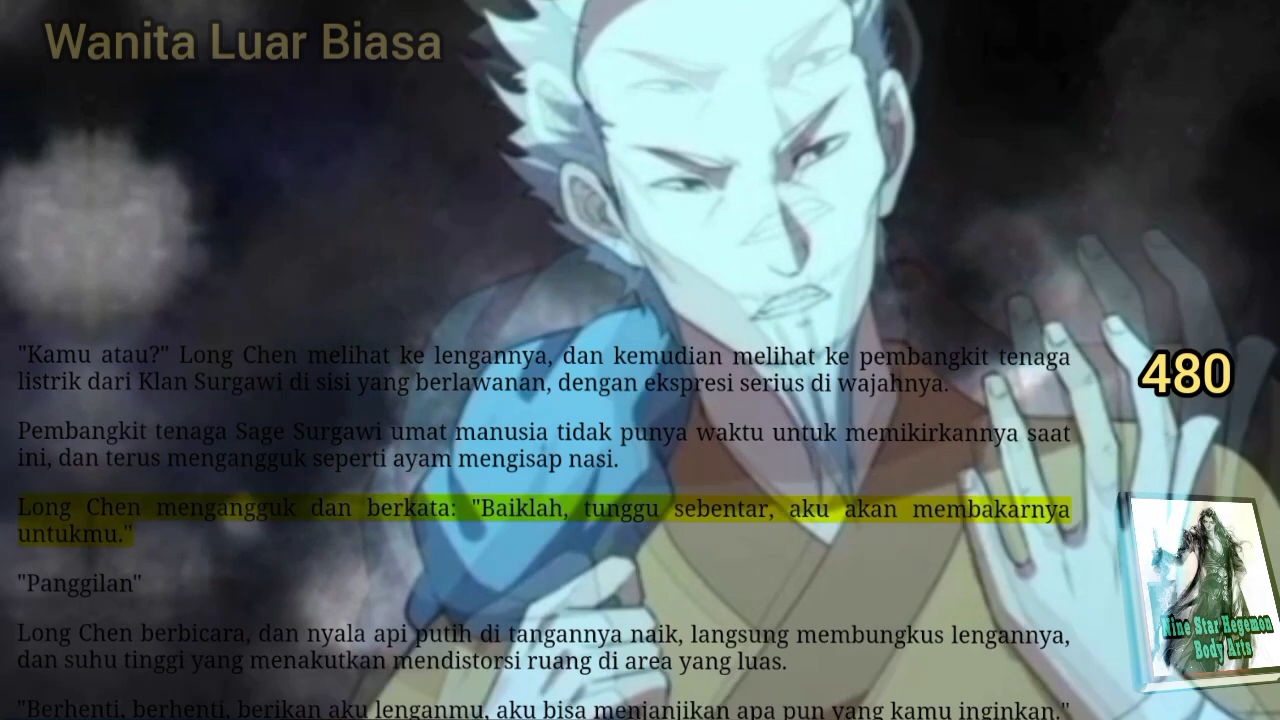 Wanita Luar Biasa
"Kamu atau?" Long Chen melihat ke lengannya, dan kemudian melihat ke pembangkit tenaga
listrik dari Klan Surgawi di sisi yang berlawanan, dengan ekspresi serius di wajahnya.
480
Pembangkit tenaga Sage Surgawi umat manusia tidak punya waktu untuk memikirkannya saat
ini, dan terus mengangguk seperti ayam mengisap nasi.
Long Chen mengangguk dan berkata: "Baiklah, tunggu sebentar, aku akan membakarnya
untukmu."
"Panggilan"
Long Chen berbicara, dan nyala api putih di tangannya naik, langsung membungkus lengannya,
dan suhu tinggi yang menakutkan mendistorsi ruang di area yang luas.
Nine Star Hegemon
Body Arts
"Berhenti, berhenti, berikan aku lenganmu, aku bisa menjanjikan apa pun yang kamu inginkan."